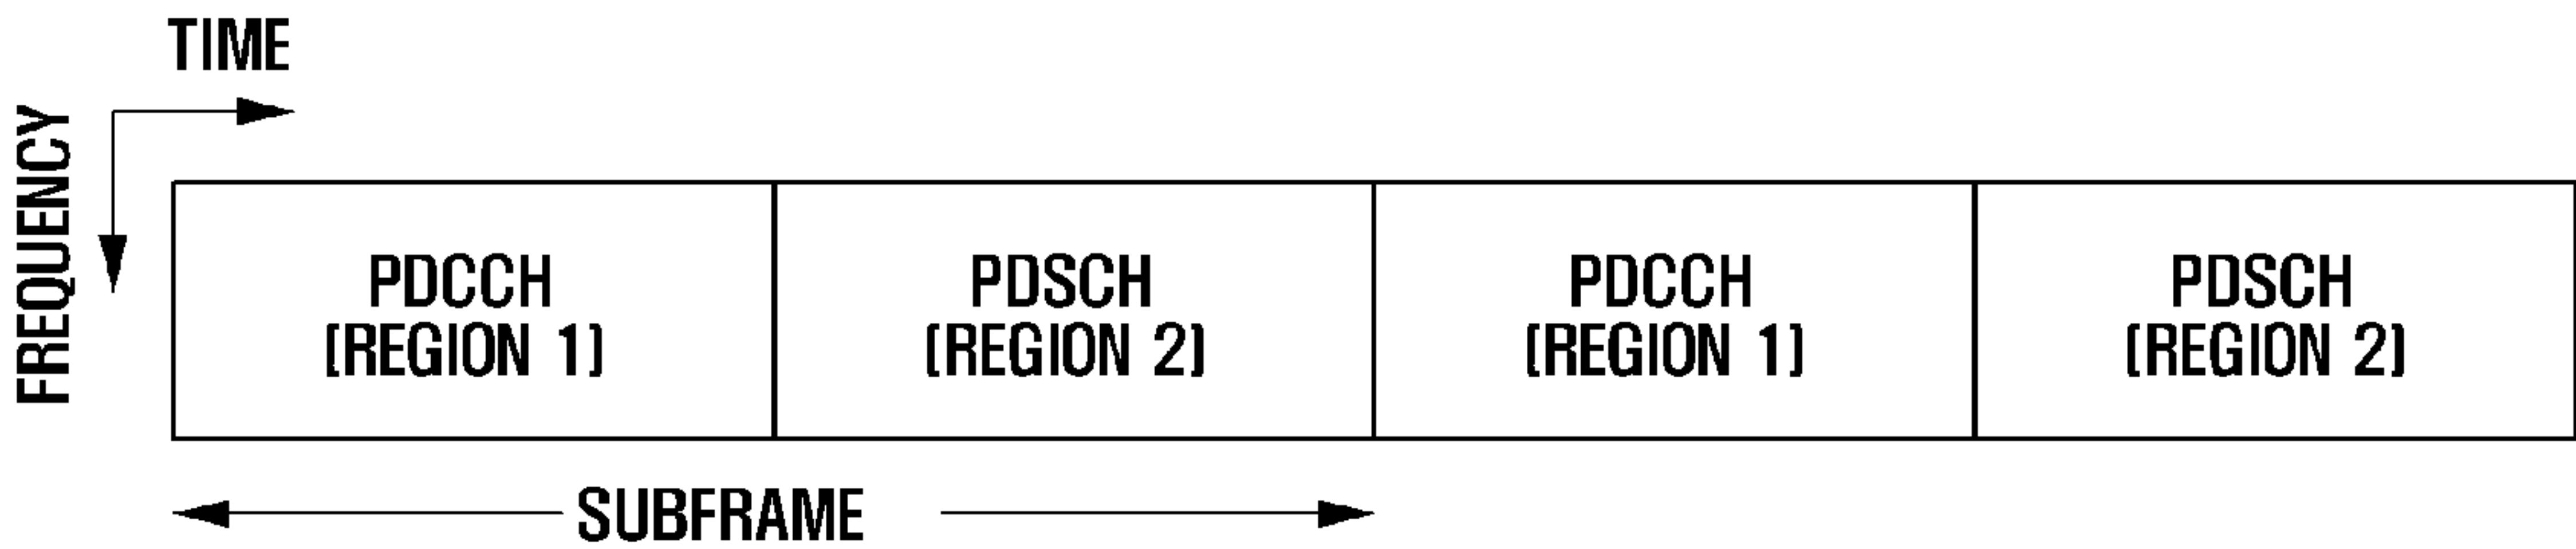 TIME
FREQUENCY
PDCCH
(REGION 1)
PDSCH
(REGION 2)
PDCCH
(REGION 1)
PDSCH
(REGION 2)
SUBFRAME